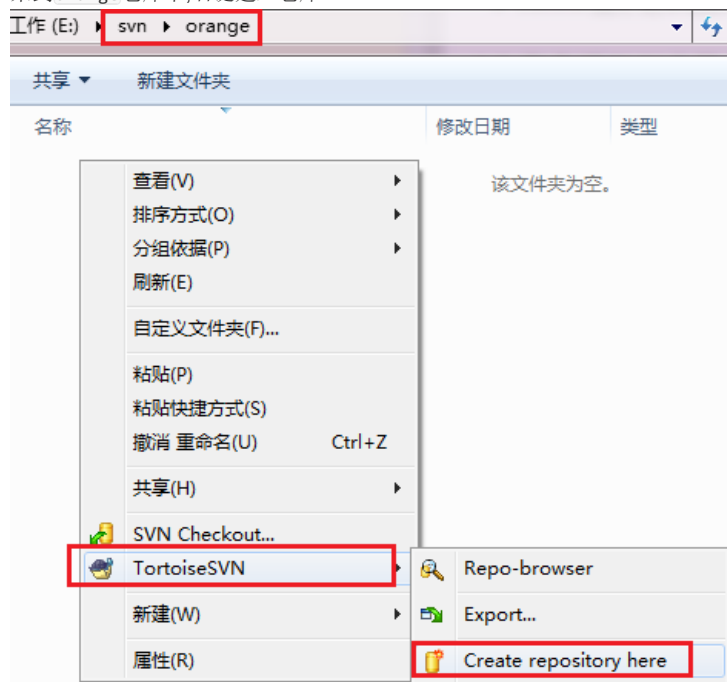 工作 (E:) svn orange
共享 新建文件夹
名称 修改日期 类型
该文件夹为空。
查看(V)
排序方式(O)
分组依据(P)
刷新(E)
自定义文件夹(F)...
粘贴(P)
粘贴快捷方式(S)
撤消 重命名(U) Ctrl+Z
共享(H)
SVN Checkout...
TortoiseSVN
新建(W)
属性(R)
Repo-browser
Export...
Create repository here